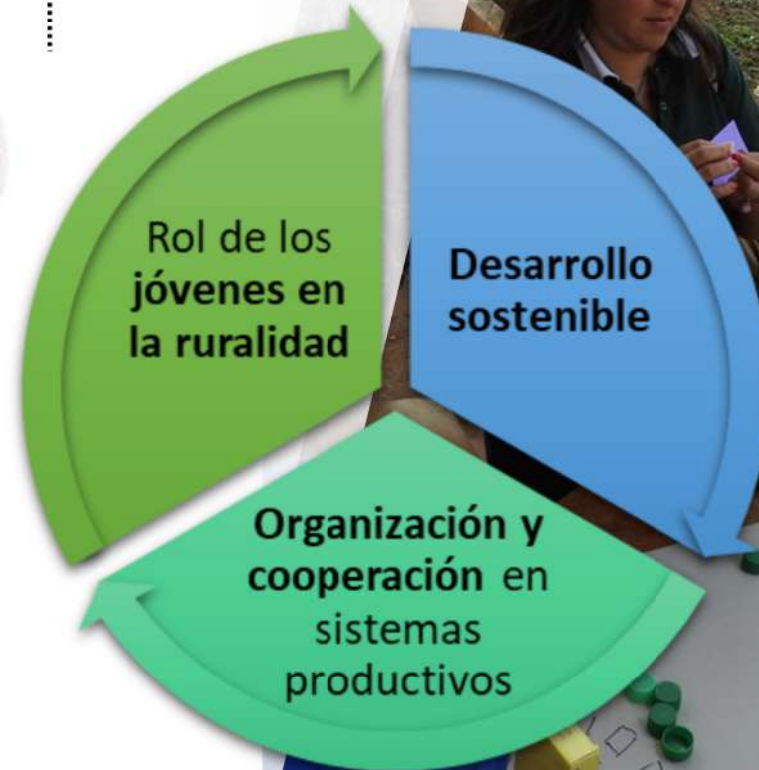 Rol de los
jóvenes en
la ruralidad
Desarrollo
sostenible
Organización y
cooperación en
sistemas
productivos